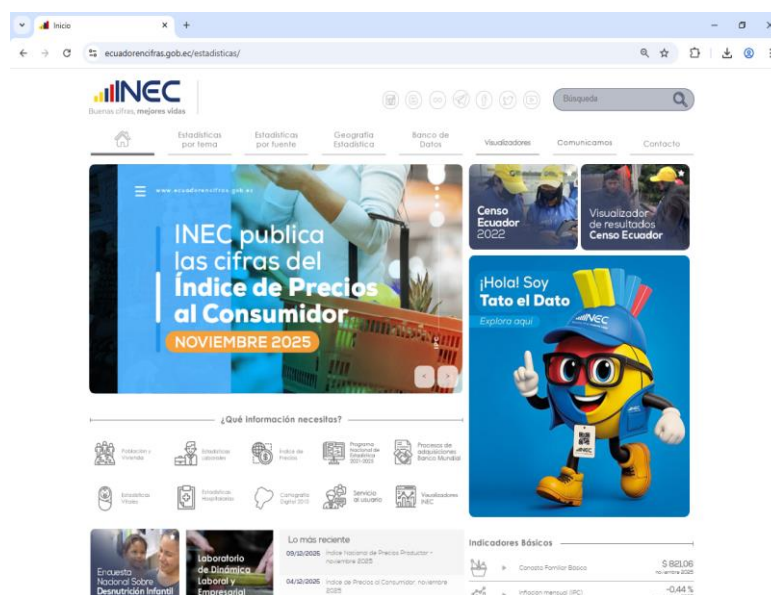 Inicio
ecuadorencifras.gob.ec/estadisticas/
INEC
Buenas cifras, mejores vidas
Búsqueda
Estadísticas
por tema
Estadísticas
por fuente
Geografía
Estadística
Banco de
Datos
Visualizadores
Comunicamos
Contacto
www.ecuadorencifras.gob.ec
INEC publica
las cifras del
Índice de Precios
al Consumidor
NOVIEMBRE 2025
IPC
Censo
Ecuador
2022
Visualizador
de resultados
Censo Ecuador
¡Hola! Soy
Tato el Dato
Explora aquí
INEC
INEC
¿Qué información necesitas?
Población y
Vivienda
Estadísticas
Laborales
Índice de
Precios
Programa
Nacional de
Estadística
2021-2025
Procesos de
adquisiciones
Banco Mundial
Estadísticas
Vitales
Estadísticas
Hospitalarias
Cartografía
Digital
Servicio
al usuario
Visualizadores
INEC
Encuesta
Nacional Sobre
Desnutrición Infantil
Laboratorio
de Dinámica
Laboral y
Empresarial
Lo más reciente
09/12/2025 Índice Nacional de Precios Productor -
noviembre 2025
04/12/2025 Índice de Precios al Consumidor, noviembre
2025
Indicadores Básicos
Canasta Familiar Básica
$ 821,06
noviembre 2025
Inflación mensual (IPC)
-0,44 %